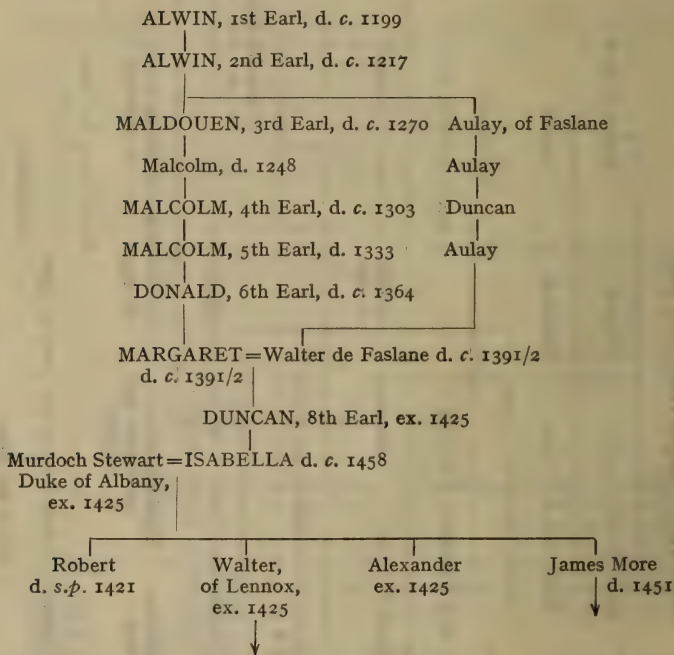 ALWIN, 1st Earl, d. c. 1199
ALWIN, 2nd Earl, d. c. 1217
MALDOUEN, 3rd Earl, d. c. 1270 Aulay, of Faslane
Malcolm, d. 1248 Aulay
MALCOLM, 4th Earl, d. c. 1303 Duncan
MALCOLM, 5th Earl, d. 1333 Aulay
DONALD, 6th Earl, d. c. 1364
MARGARET=Walter de Faslane d. c. 1391/2
d. c. 1391/2
DUNCAN, 8th Earl, ex. 1425
Murdoch Stewart=ISABELLA d. c. 1458
Duke of Albany,
ex. 1425
Robert Walter, Alexander James More
d. s.p. 1421 of Lennox, ex. 1425 d. 1451
ex. 1425